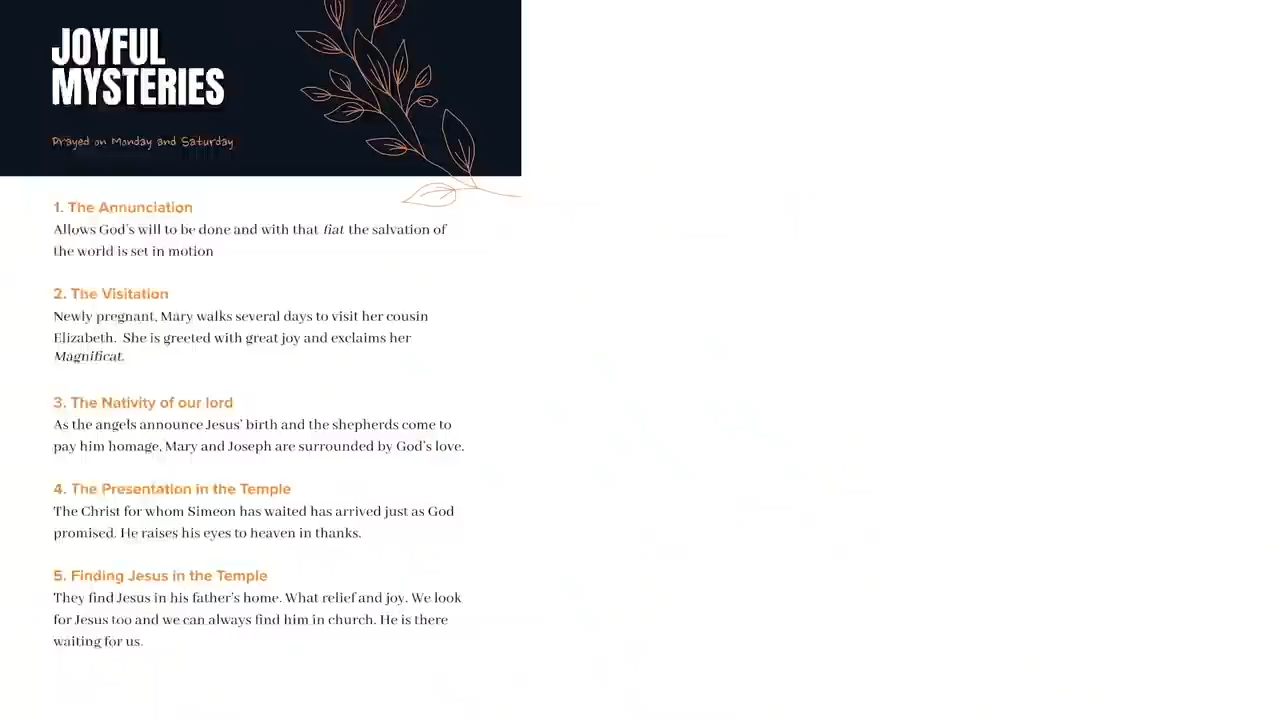 JOYFUL
MYSTERIES
Prayed on Monday and Saturday
1. The Annunciation
Allows God's will to be done and with that fiat the salvation of
the world is set in motion
2. The Visitation
Newly pregnant, Mary walks several days to visit her cousin
Elizabeth. She is greeted with great joy and exclaims her
Magnificat.
3. The Nativity of our lord
As the angels announce Jesus' birth and the shepherds come to
pay him homage, Mary and Joseph are surrounded by God's love.
4. The Presentation in the Temple
The Christ for whom Simeon has waited has arrived just as God
promised. He raises his eyes to heaven in thanks.
5. Finding Jesus in the Temple
They find Jesus in his father's home. What relief and joy. We look
for Jesus too and we can always find him in church. He is there
waiting for us.